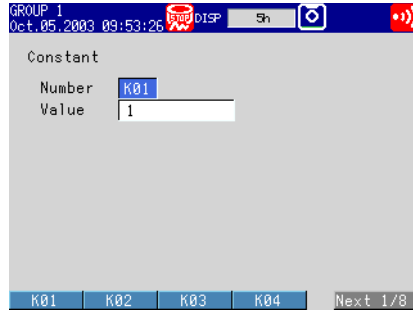 GROUP 1
Oct.05.2003 09:53:26 STOP DISP 5h
Constant
Number K01
Value 1
K01 K02 K03 K04 Next 1/8